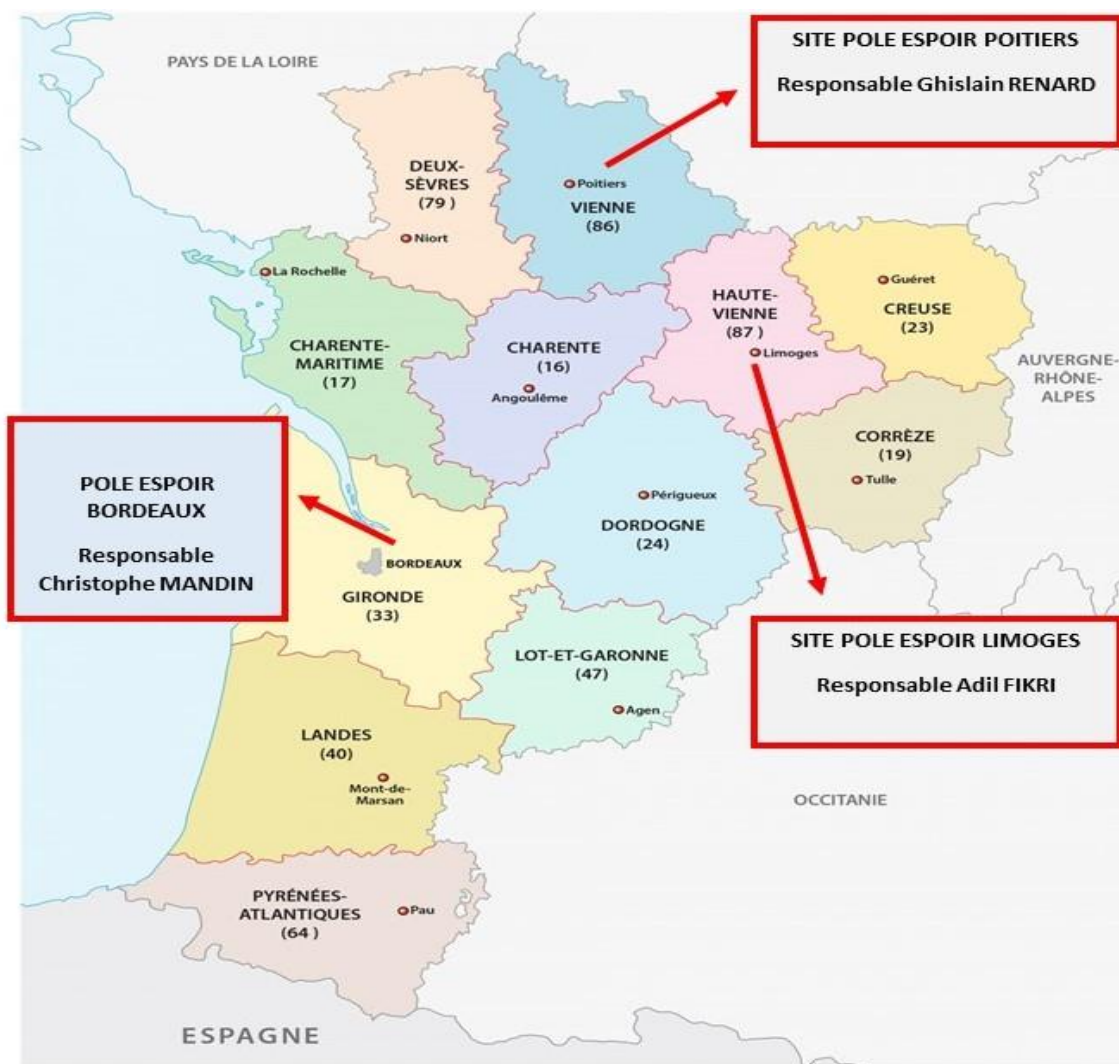 SITE POLE ESPOIR POITIERS
Responsable Ghislain RENARD
PAYS DE LA LOIRE
DEUX-
SÈVRES
(79 )
Niort
Poitiers
VIENNE
(86)
La Rochelle
CHARENTE-
MARITIME
(17)
CHARENTE
(16)
Angoulême
HAUTE-
VIENNE
(87 )
Limoges
Guéret
CREUSE
(23)
AUVERGNE-
RHÔNE-
ALPES
CORRÈZE
(19)
Tulle
Périgueux
DORDOGNE
(24)
POLE ESPOIR
BORDEAUX
Responsable
Christophe MANDIN
BORDEAUX
GIRONDE
(33)
LOT-ET-GARONNE
(47)
Agen
SITE POLE ESPOIR LIMOGES
Responsable Adil FIKRI
LANDES
(40)
Mont-de-
Marsan
OCCITANIE
PYRÉNÉES-
ATLANTIQUES
(64 )
Pau
ESPAGNE